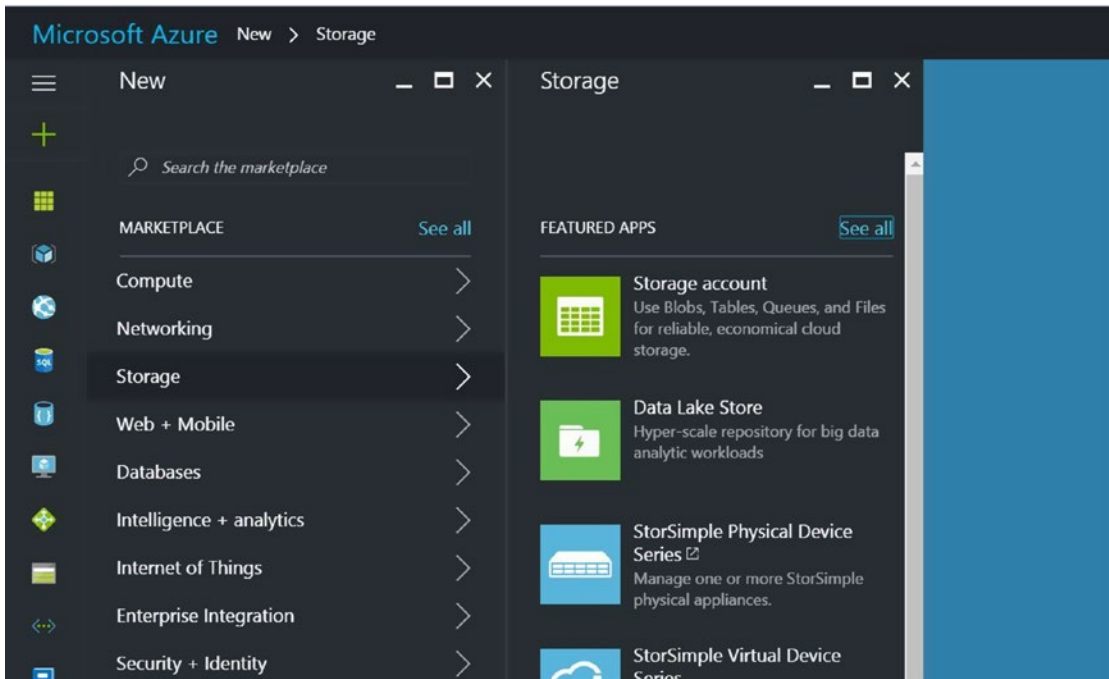 Microsoft Azure New > Storage
New
Search the marketplace
MARKETPLACE See all
Compute
Networking
Storage
Web + Mobile
Databases
Intelligence + analytics
Internet of Things
Enterprise Integration
Security + Identity
SQL
Storage
FEATURED APPS See all
Storage account
Use Blobs, Tables, Queues, and Files
for reliable, economical cloud
storage.
Data Lake Store
Hyper-scale repository for big data
analytic workloads
StorSimple Physical Device
Series
Manage one or more StorSimple
physical appliances.
StorSimple Virtual Device
Series